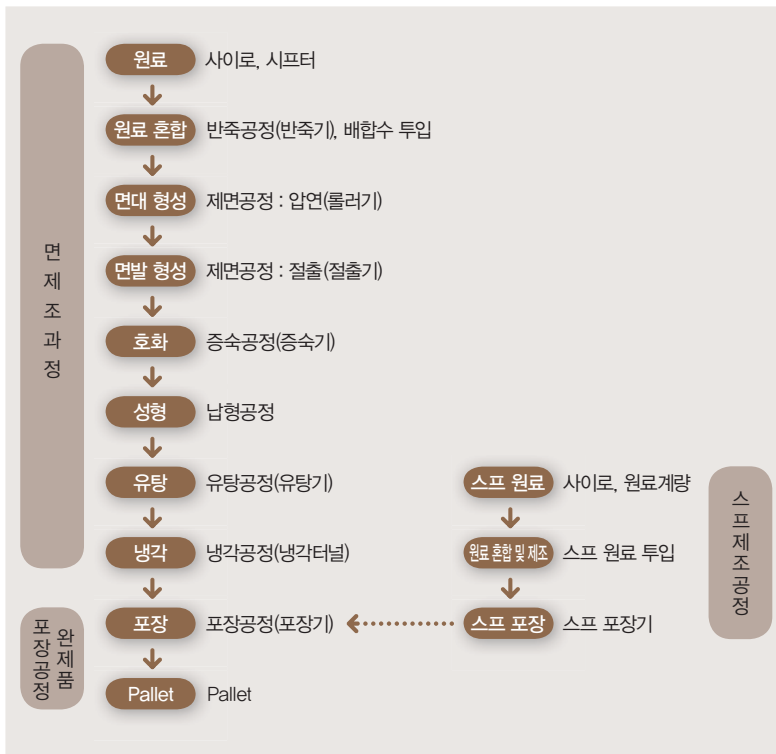 면제조과정
원료 사이로, 시프터
원료 혼합 반죽공정(반죽기), 배합수 투입
면대 형성 제면공정 : 압연(롤러기)
면발 형성 제면공정 : 절출(절출기)
호화 증숙공정(증숙기)
성형 납형공정
유탕 유탕공정(유탕기)
냉각 냉각공정(냉각터널)
완제품
포장공정
포장 포장공정(포장기)
Pallet Pallet
스프 원료 사이로, 원료계량
원료 혼합 및 제조 스프 원료 투입
스프 포장 스프 포장기
스프제조공정